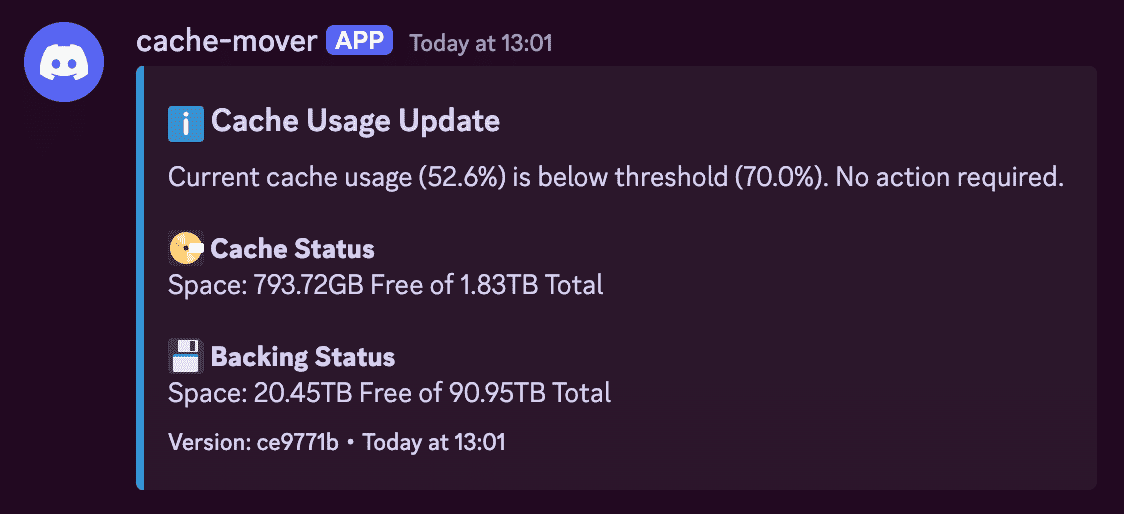 cache-mover APP Today at 13:01
ℹ️ Cache Usage Update
Current cache usage (52.6%) is below threshold (70.0%). No action required.
Cache Status
Space: 793.72GB Free of 1.83TB Total
Backing Status
Space: 20.45TB Free of 90.95TB Total
Version: ce9771b • Today at 13:01